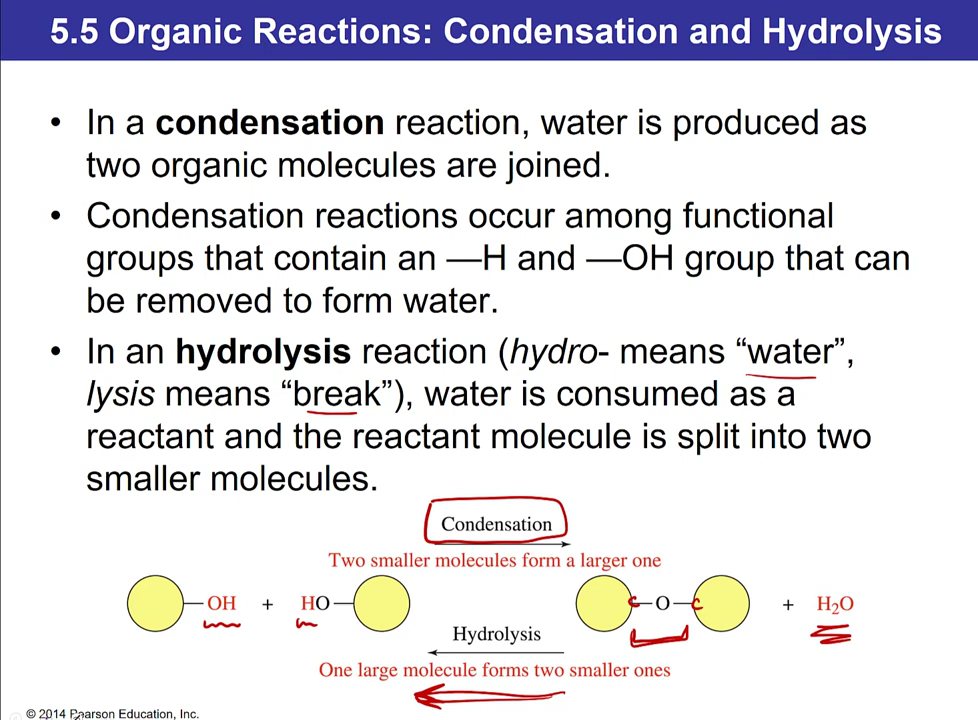 5.5 Organic Reactions: Condensation and Hydrolysis
• In a condensation reaction, water is produced as
two organic molecules are joined.
• Condensation reactions occur among functional
groups that contain an —H and —OH group that can
be removed to form water.
• In an hydrolysis reaction (hydro- means “water”,
lysis means “break”), water is consumed as a
reactant and the reactant molecule is split into two
smaller molecules.
Condensation
Two smaller molecules form a larger one
OH + HO c O c + H₂O
Hydrolysis
One large molecule forms two smaller ones
© 2014 Pearson Education, Inc.